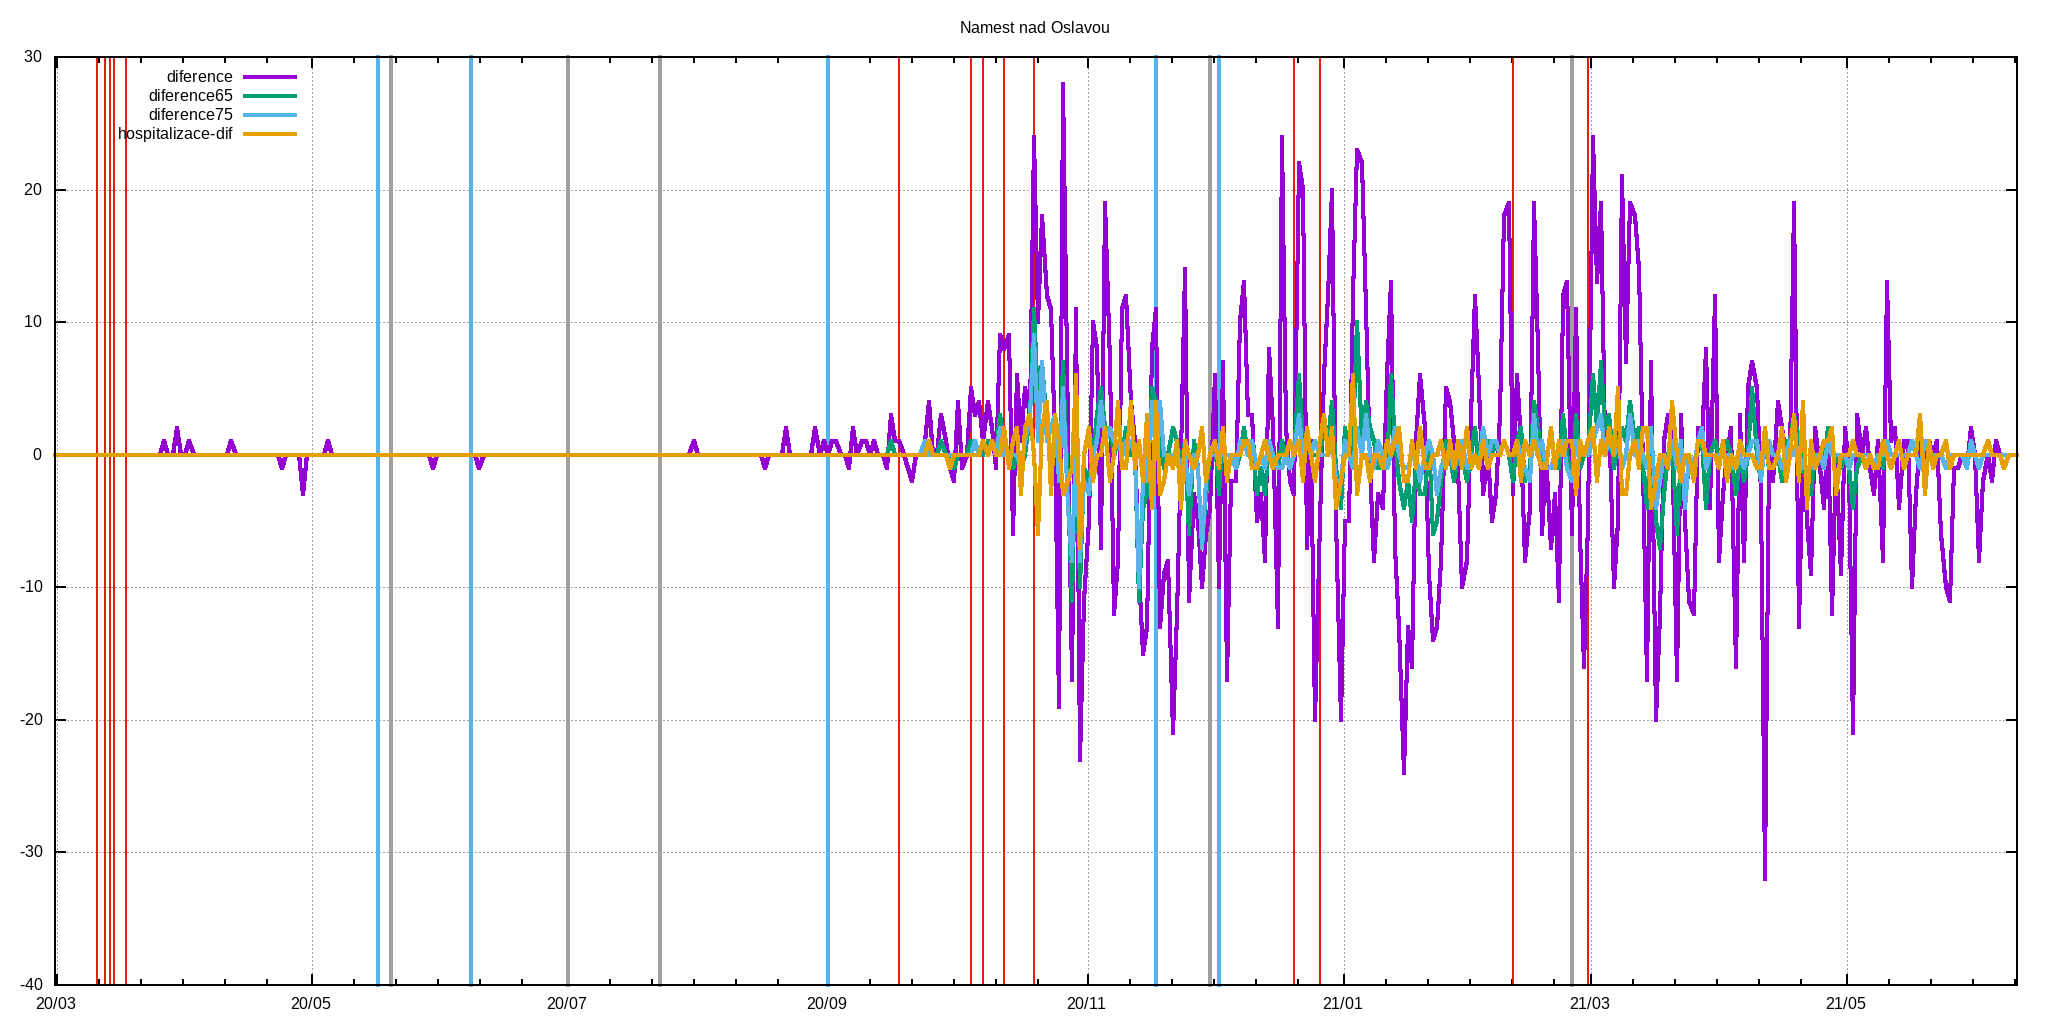 Namest nad Oslavou
30
diference
diference65
diference75
hospitalizace-dif
20
10
0
-10
-20
-30
-40
20/03 20/05 20/07 20/09 20/11 21/01 21/03 21/05